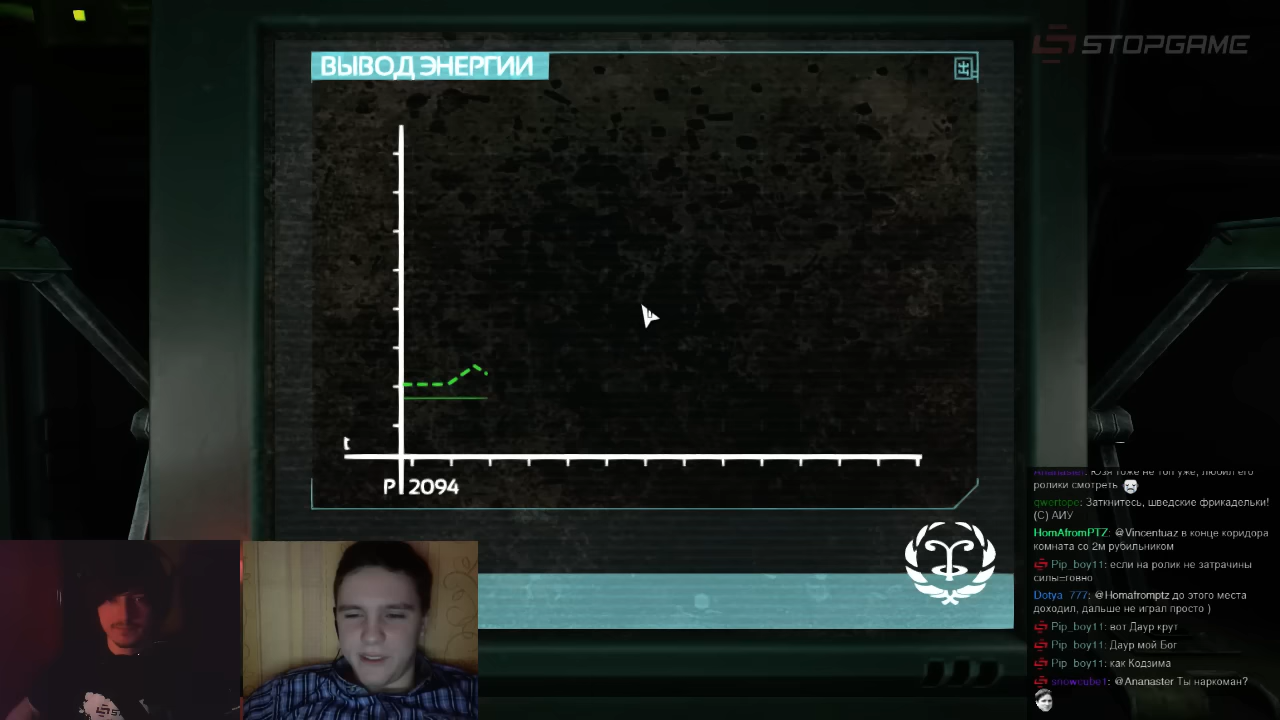 ВЫВОД ЭНЕРГИИ
STOPGAME
t
P 2094
Ananaster: Юзя тоже не топ уже, любил его
ролики смотреть
qwertope: Заткнитесь, шведские фрикадельки!
(С) АИУ
HomAfromPTZ: @Vincentuaz в конце коридора
комната со 2м рубильником
Pip_boy11: если на ролик не затрачины
силы=говно
Dotya_777: @Homafromptz до этого места
доходил, дальше не играл просто )
Pip_boy11: вот Даур крут
Pip_boy11: Даур мой Бог
Pip_boy11: как Кодзима
snowcube1: @Ananaster Ты наркоман?